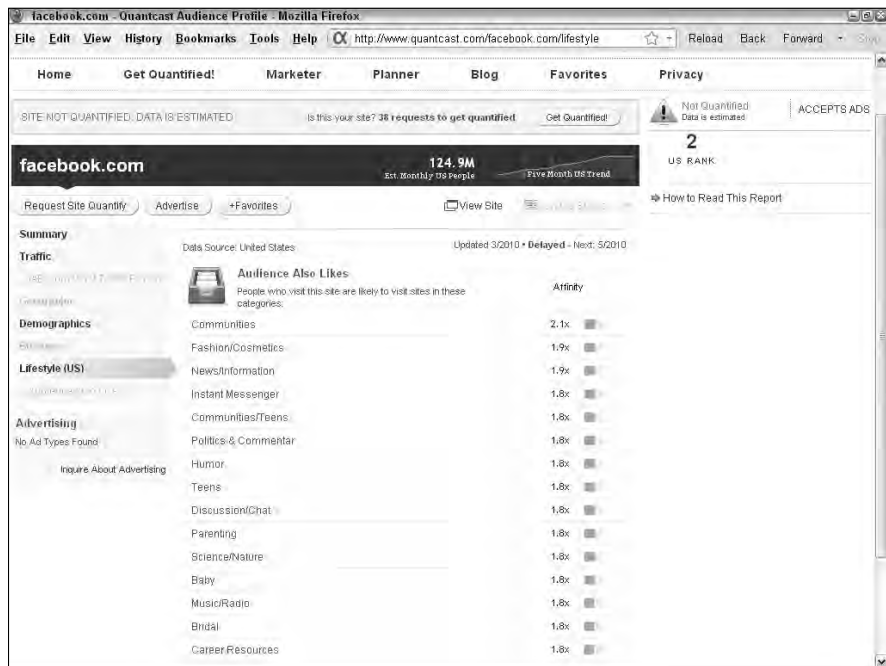 facebook.com - Quantcast Audience Profile - Mozilla Firefox
File Edit View History Bookmarks Tools Help http://www.quantcast.com/facebook.com/lifestyle Reload Back Forward Stop
Home Get Quantified! Marketer Planner Blog Favorites Privacy
SITE NOT QUANTIFIED. DATA IS ESTIMATED Is this your site? 38 requests to get quantified Get Quantified!
Not Quantified
Data is estimated
ACCEPTS ADS
2
US RANK
How to Read This Report
facebook.com
124.9M
Est. Monthly US People
Five Month US Trend
Request Site Quantify Advertise +Favorites View Site
Summary
Traffic
Demographics
Lifestyle (US)
Advertising
No Ad Types Found
Inquire About Advertising
Data Source: United States Updated 3/2010 • Delayed - Next: 5/2010
Audience Also Likes
People who visit this site are likely to visit sites in these
categories:
Affinity
Communities 2.1x
Fashion/Cosmetics 1.9x
News/Information 1.9x
Instant Messenger 1.8x
Communities/Teens 1.8x
Politics & Commentar 1.8x
Humor 1.8x
Teens 1.8x
Discussion/Chat 1.8x
Parenting 1.8x
Science/Nature 1.8x
Baby 1.8x
Music/Radio 1.8x
Bridal 1.8x
Career Resources 1.8x